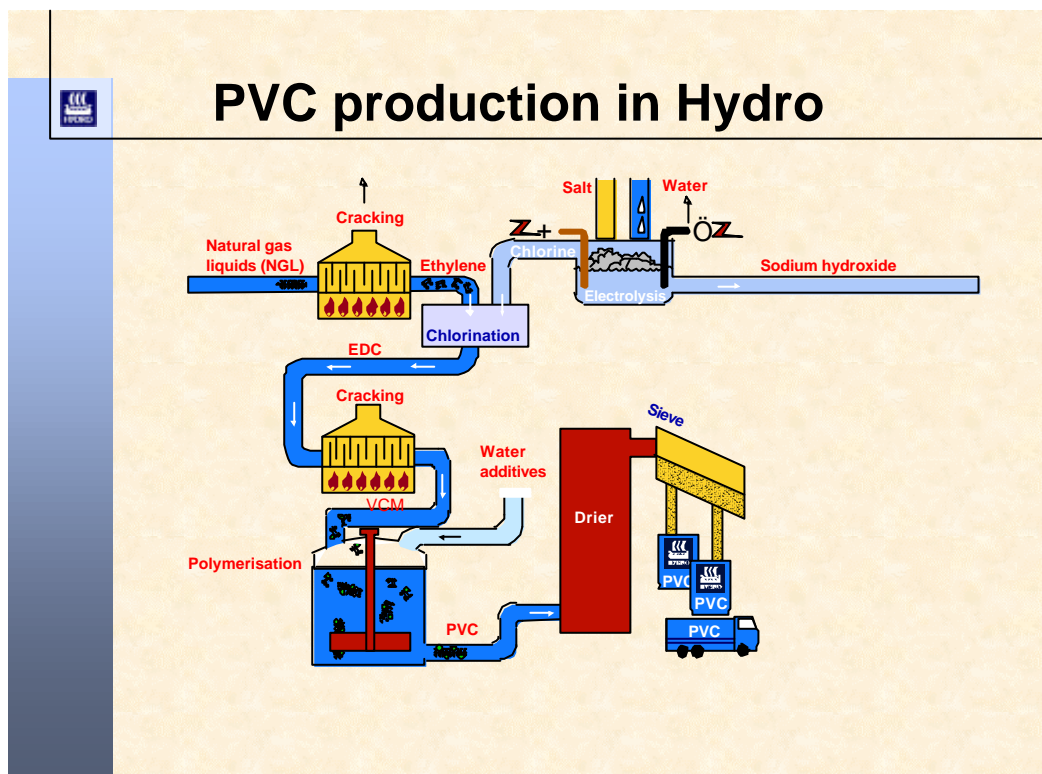 PVC production in Hydro
HYDRO
Salt
Water
Cracking
+
Ö
Natural gas
liquids (NGL)
Ethylene
Chlorine
Sodium hydroxide
Electrolysis
Chlorination
EDC
Cracking
Sieve
Water
additives
VCM
Drier
Polymerisation
PVC
PVC
PVC
PVC